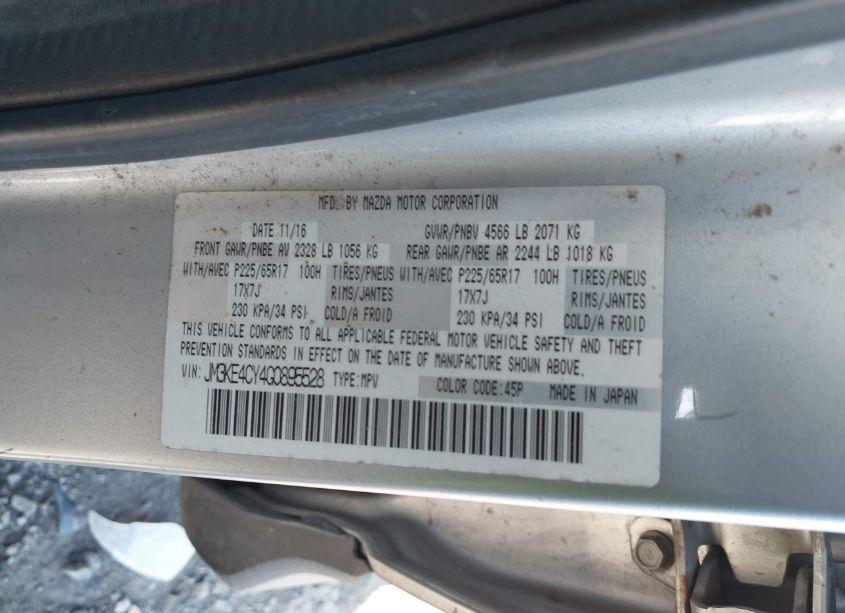 MFD. BY MAZDA MOTOR CORPORATION
DATE 11/16 GVWR/PNBV 4566 LB 2071 KG
FRONT GAWR/PNBE AV 2328 LB 1056 KG REAR GAWR/PNBE AR 2244 LB 1018 KG
WITH/AVEC P225/65R17 100H TIRES/PNEUS WITH/AVEC P225/65R17 100H TIRES/PNEUS
17X7J RIMS/JANTES 17X7J RIMS/JANTES
230 KPA/34 PSI COLD/A FROID 230 KPA/34 PSI COLD/A FROID
THIS VEHICLE CONFORMS TO ALL APPLICABLE FEDERAL MOTOR VEHICLE SAFETY AND THEFT
PREVENTION STANDARDS IN EFFECT ON THE DATE OF MANUFACTURE SHOWN ABOVE.
VIN: JM3KE4CY4G0895528 TYPE:MPV COLOR CODE:45P MADE IN JAPAN